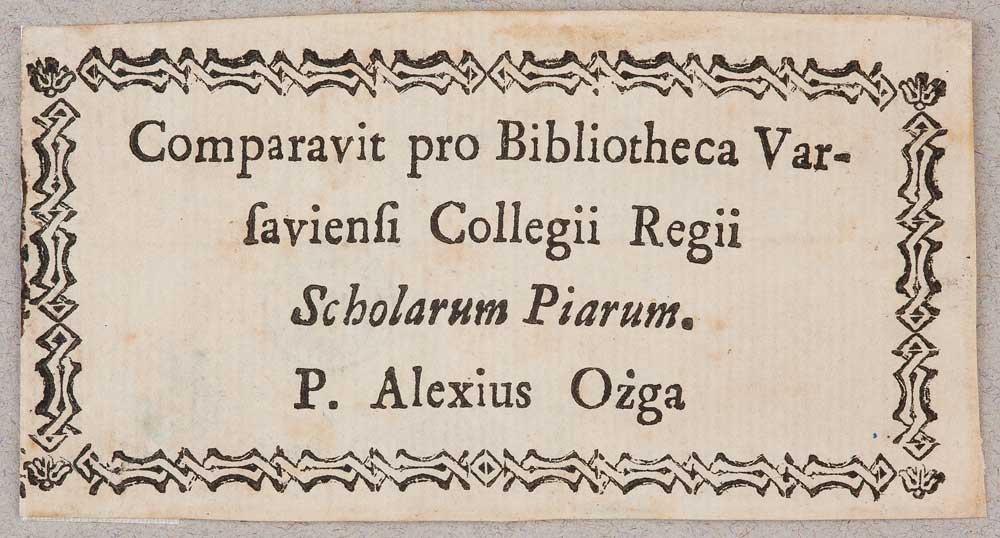 Comparavit pro Bibliotheca Var-
ſavienſi Collegii Regii
Scholarum Piarum.
P. Alexius Ożga